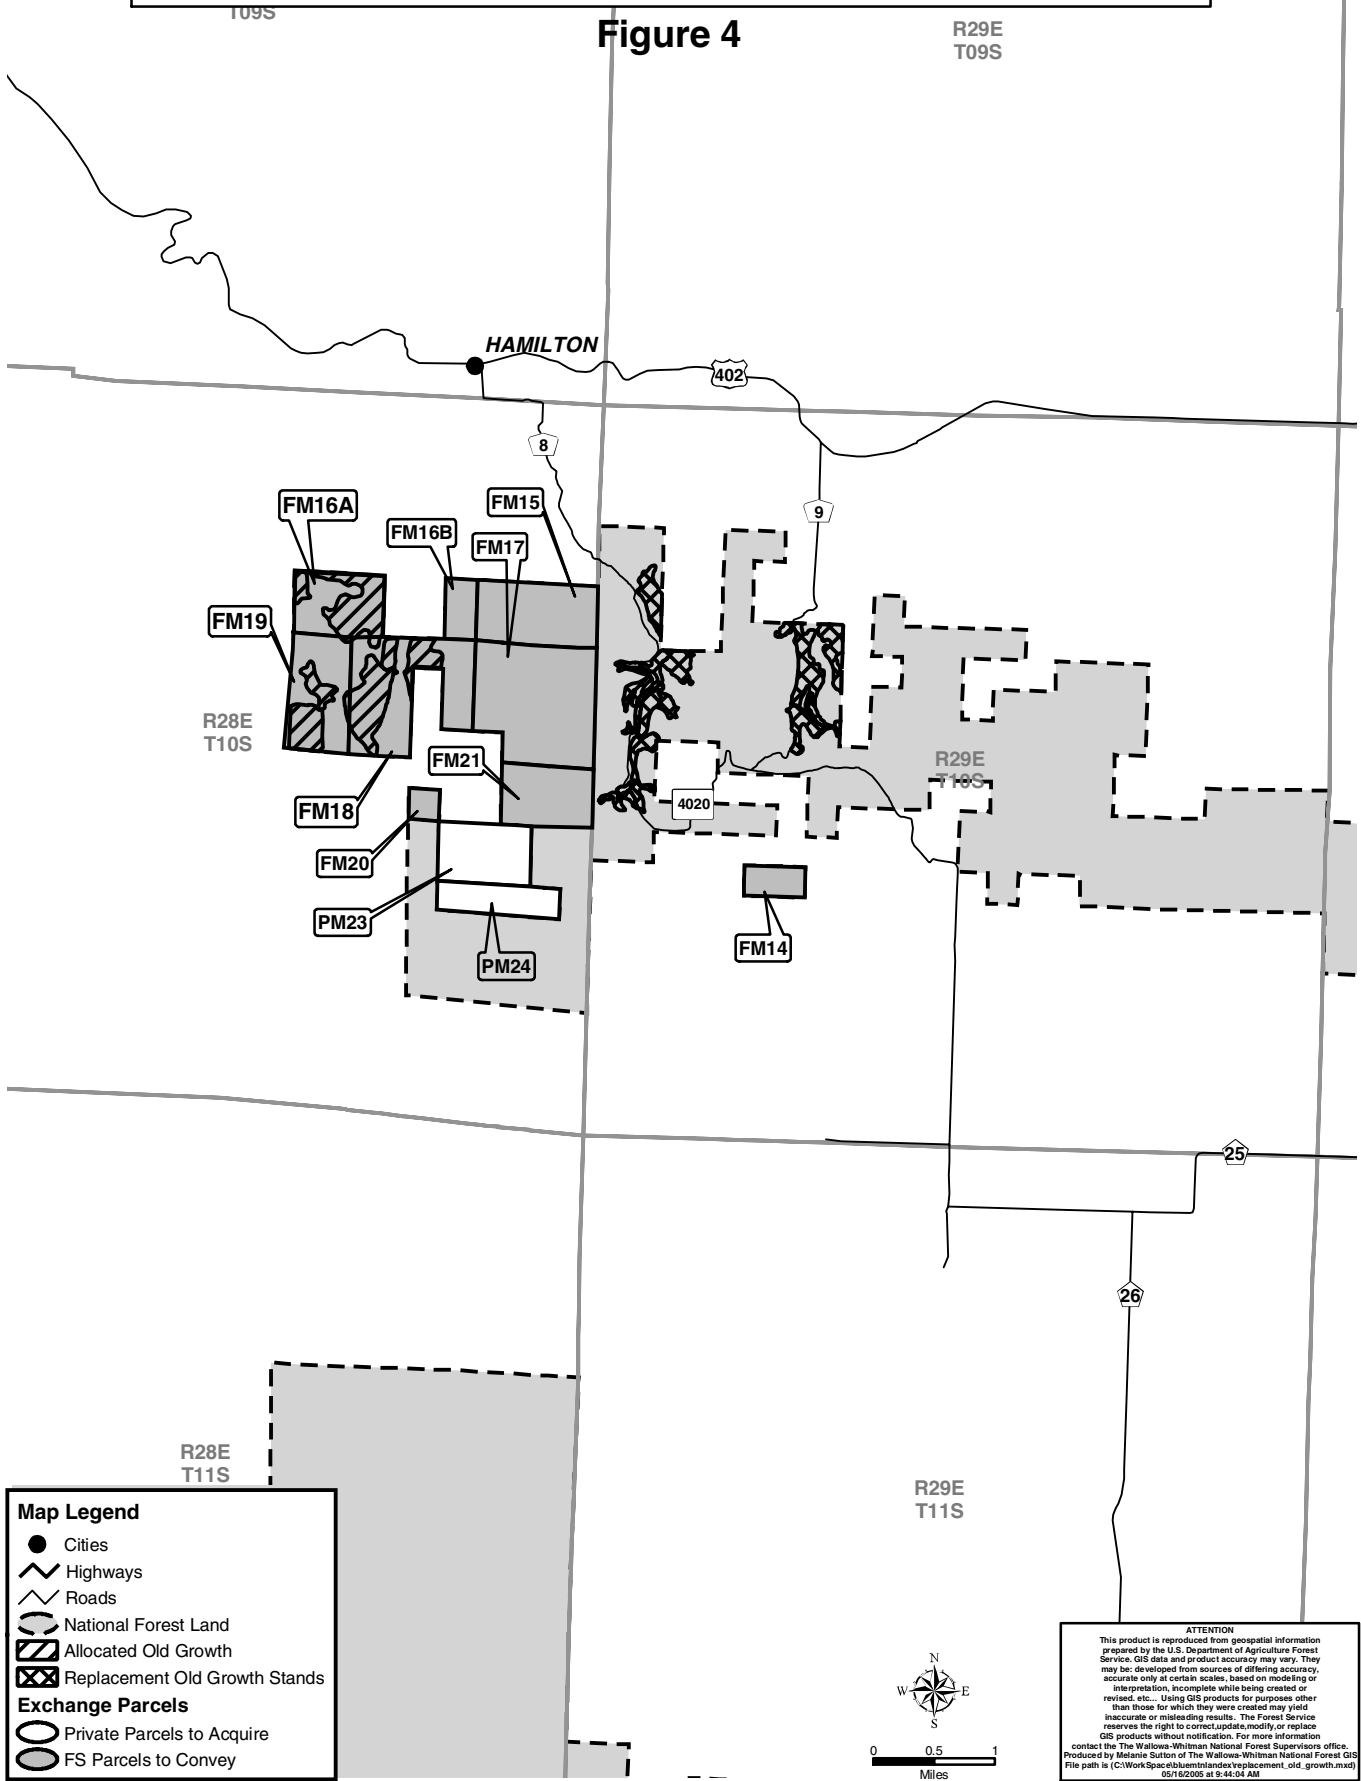 T09S
Figure 4
R29E
T09S
HAMILTON
402
8
9
FM15
FM16A
FM16B
FM17
FM19
R28E
T10S
FM21
R29E
T10S
FM18
4020
FM20
PM23
PM24
FM14
25
26
R28E
T11S
R29E
T11S
Map Legend
Cities
Highways
Roads
National Forest Land
Allocated Old Growth
Replacement Old Growth Stands
Exchange Parcels
Private Parcels to Acquire
FS Parcels to Convey
N
W E
S
0 0.5 1
Miles
ATTENTION
This product is reproduced from geospatial information
prepared by the U.S. Department of Agriculture Forest
Service. GIS data and product accuracy may vary. They
may be: developed from sources of differing accuracy,
accurate only at certain scales, based on modeling or
interpretation, incomplete while being created or
revised. etc... Using GIS products for purposes other
than those for which they were created may yield
inaccurate or misleading results. The Forest Service
reserves the right to correct,update,modify,or replace
GIS products without notification. For more information
contact the The Wallowa-Whitman National Forest Supervisors office.
Produced by Melanie Sutton of The Wallowa-Whitman National Forest GIS
File path is (C:\WorkSpace\bluemtnlandex\replacement_old_growth.mxd)
05/16/2005 at 9:44:04 AM